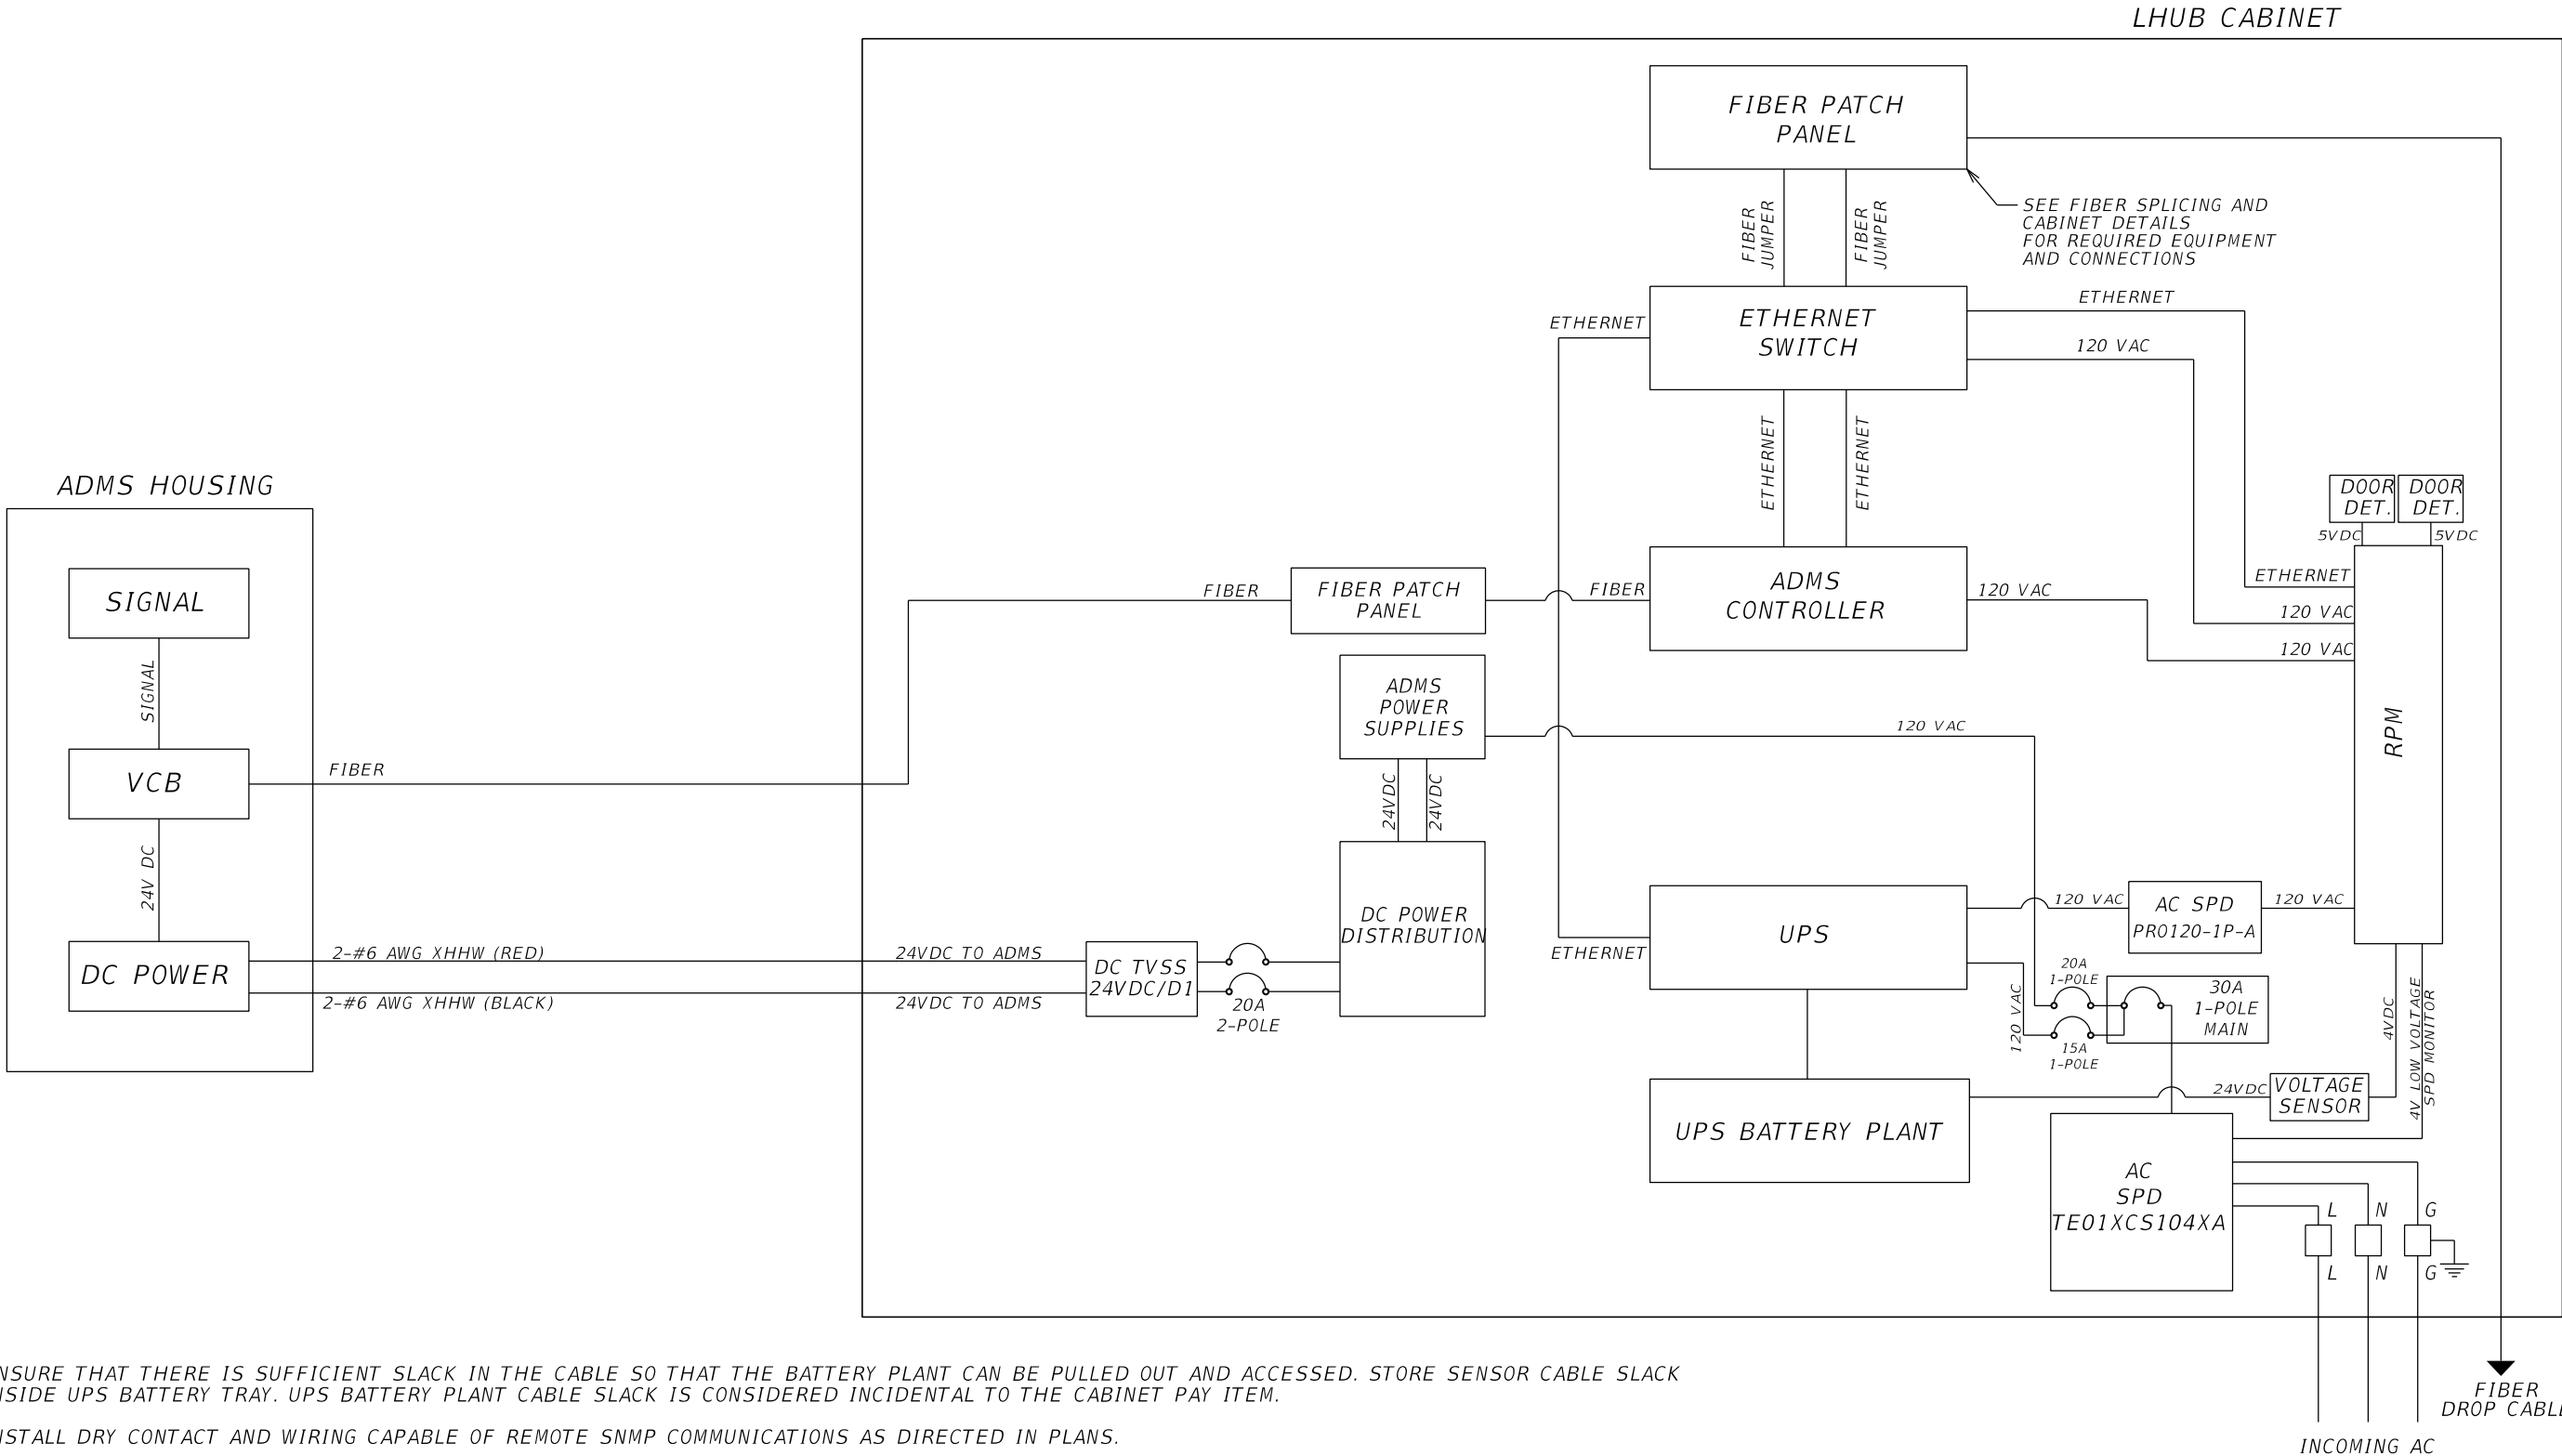 LHUB CABINET
FIBER PATCH
PANEL
FIBER
JUMPER
FIBER
JUMPER
SEE FIBER SPLICING AND
CABINET DETAILS
FOR REQUIRED EQUIPMENT
AND CONNECTIONS
ETHERNET
ETHERNET
SWITCH
ETHERNET
120 VAC
ETHERNET
ETHERNET
DOOR
DET.
DOOR
DET.
5VDC
5VDC
ADMS HOUSING
SIGNAL
SIGNAL
VCB
FIBER
24V DC
DC POWER
2-#6 AWG XHHW (RED)
2-#6 AWG XHHW (BLACK)
24VDC TO ADMS
24VDC TO ADMS
FIBER
FIBER PATCH
PANEL
FIBER
ADMS
CONTROLLER
120 VAC
ETHERNET
120 VAC
120 VAC
RPM
ADMS
POWER
SUPPLIES
120 VAC
24VDC
24VDC
DC POWER
DISTRIBUTION
DC TVSS
24VDC/D1
20A
2-POLE
ETHERNET
UPS
120 VAC
AC SPD
PRO120-1P-A
120 VAC
120 VAC
20A
1-POLE
15A
1-POLE
30A
1-POLE
MAIN
4VDC
4V LOW VOLTAGE
SPD MONITOR
24VDC
VOLTAGE
SENSOR
UPS BATTERY PLANT
AC
SPD
TE01XCS104XA
L
N
G
L
N
G
NSURE THAT THERE IS SUFFICIENT SLACK IN THE CABLE SO THAT THE BATTERY PLANT CAN BE PULLED OUT AND ACCESSED. STORE SENSOR CABLE SLACK
NSIDE UPS BATTERY TRAY. UPS BATTERY PLANT CABLE SLACK IS CONSIDERED INCIDENTAL TO THE CABINET PAY ITEM.
NSTALL DRY CONTACT AND WIRING CAPABLE OF REMOTE SNMP COMMUNICATIONS AS DIRECTED IN PLANS.
FIBER
DROP CABLE
INCOMING AC